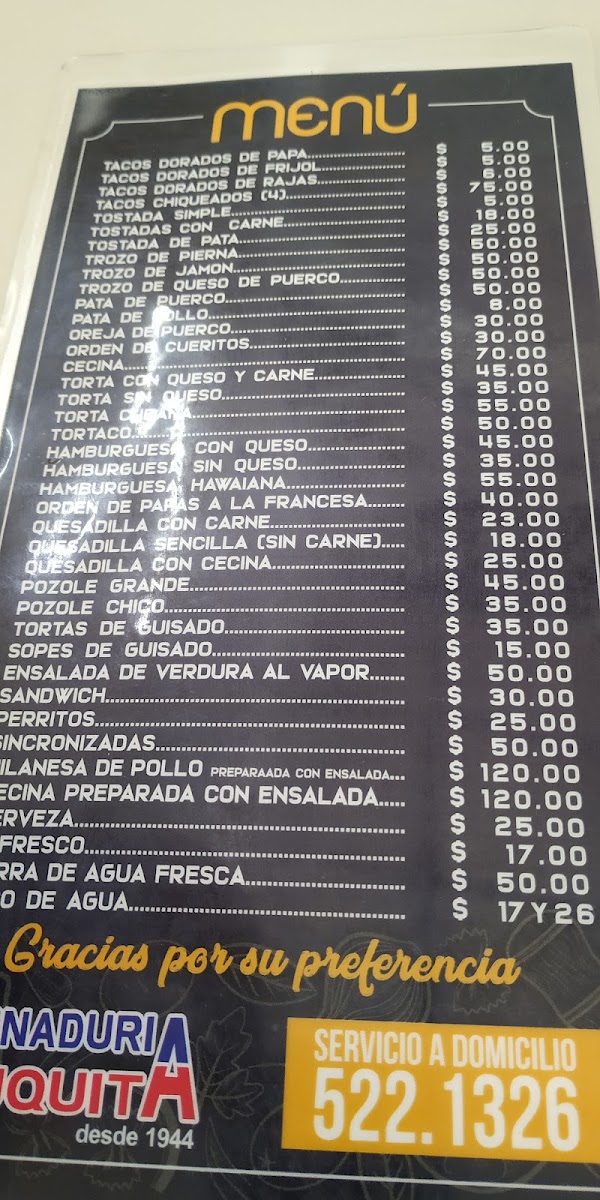 MENÚ
TACOS DORADOS DE PAPA $ 5.00
TACOS DORADOS DE FRIJOL $ 5.00
TACOS DORADOS DE RAJAS $ 6.00
TACOS CHIQUEADOS (4) $ 75.00
TOSTADA SIMPLE $ 5.00
TOSTADAS CON CARNE $ 18.00
TOSTADA DE PATA $ 25.00
TROZO DE PIERNA $ 50.00
TROZO DE JAMON $ 50.00
TROZO DE QUESO DE PUERCO $ 50.00
PATA DE PUERCO $ 50.00
PATA DE POLLO $ 8.00
OREJA DE PUERCO $ 30.00
ORDEN DE CUERITOS $ 30.00
CECINA $ 70.00
TORTA CON QUESO Y CARNE $ 45.00
TORTA SIN QUESO $ 35.00
TORTA CUBANA $ 55.00
TORTACO $ 50.00
HAMBURGUESA CON QUESO $ 45.00
HAMBURGUESA SIN QUESO $ 35.00
HAMBURGUESA HAWAIANA $ 55.00
ORDEN DE PAPAS A LA FRANCESA $ 40.00
QUESADILLA CON CARNE $ 23.00
QUESADILLA SENCILLA (SIN CARNE) $ 18.00
QUESADILLA CON CECINA $ 25.00
POZOLE GRANDE $ 45.00
POZOLE CHICO $ 35.00
TORTAS DE GUISADO $ 35.00
SOPES DE GUISADO $ 15.00
ENSALADA DE VERDURA AL VAPOR $ 50.00
SANDWICH $ 30.00
PERRITOS $ 25.00
SINCRONIZADAS $ 50.00
ILANESA DE POLLO PREPARAADA CON ENSALADA $ 120.00
ECINA PREPARADA CON ENSALADA $ 120.00
ERVEZA $ 25.00
FRESCO $ 17.00
RRA DE AGUA FRESCA $ 50.00
O DE AGUA $ 17 Y 26
Gracias por su preferencia
NADURIA
UQUITA
desde 1944
SERVICIO A DOMICILIO
522.1326